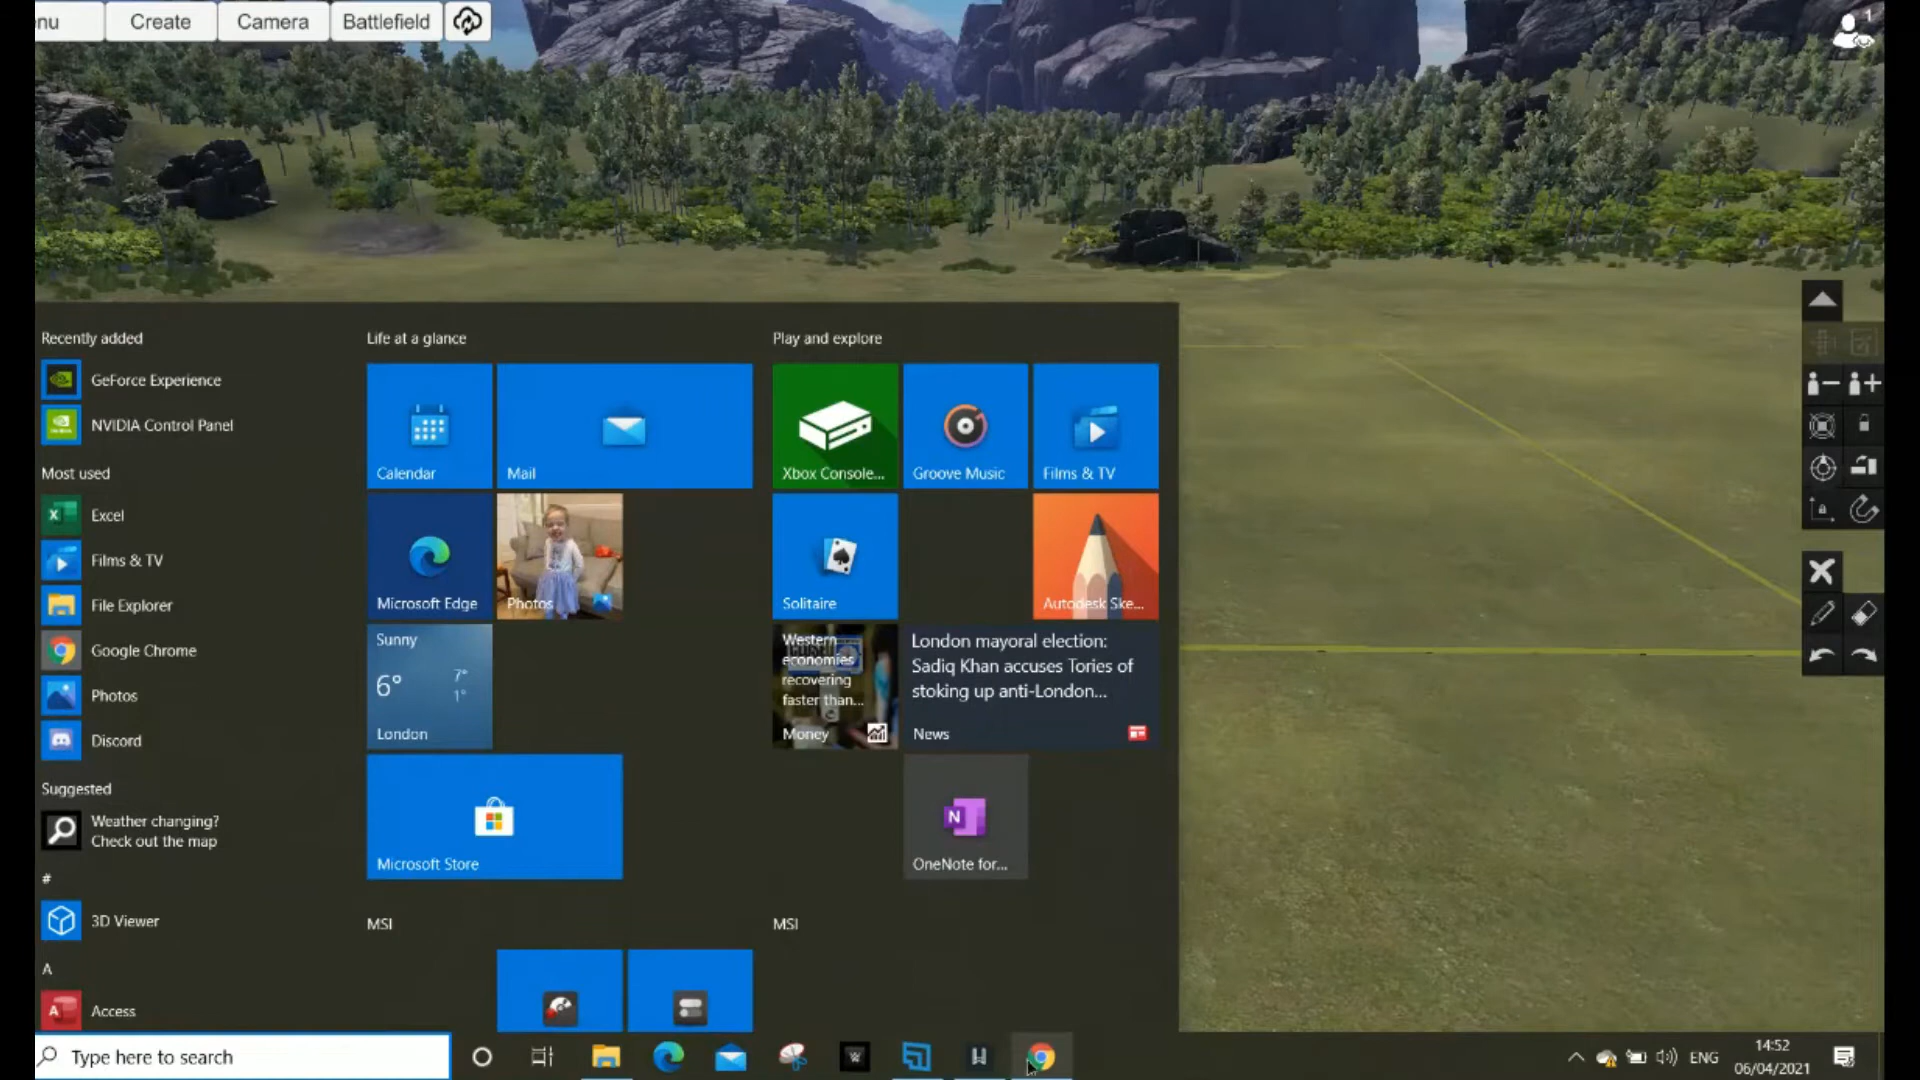 nu
Create
Camera
Battlefield
1
Recently added
GeForce Experience
NVIDIA Control Panel
Most used
Excel
Films & TV
File Explorer
Google Chrome
Photos
Discord
Suggested
Weather changing?
Check out the map
#
3D Viewer
A
Access
Life at a glance
Calendar
Mail
Microsoft Edge
Photos
Sunny
6°
7°
1°
London
Microsoft Store
MSI
Play and explore
Xbox Console...
Groove Music
Films & TV
Solitaire
Autodesk Ske...
Western
economies
recovering
faster than...
Money
London mayoral election:
Sadiq Khan accuses Tories of
stoking up anti-London...
News
OneNote for...
MSI
Type here to search
ENG
14:52
06/04/2021